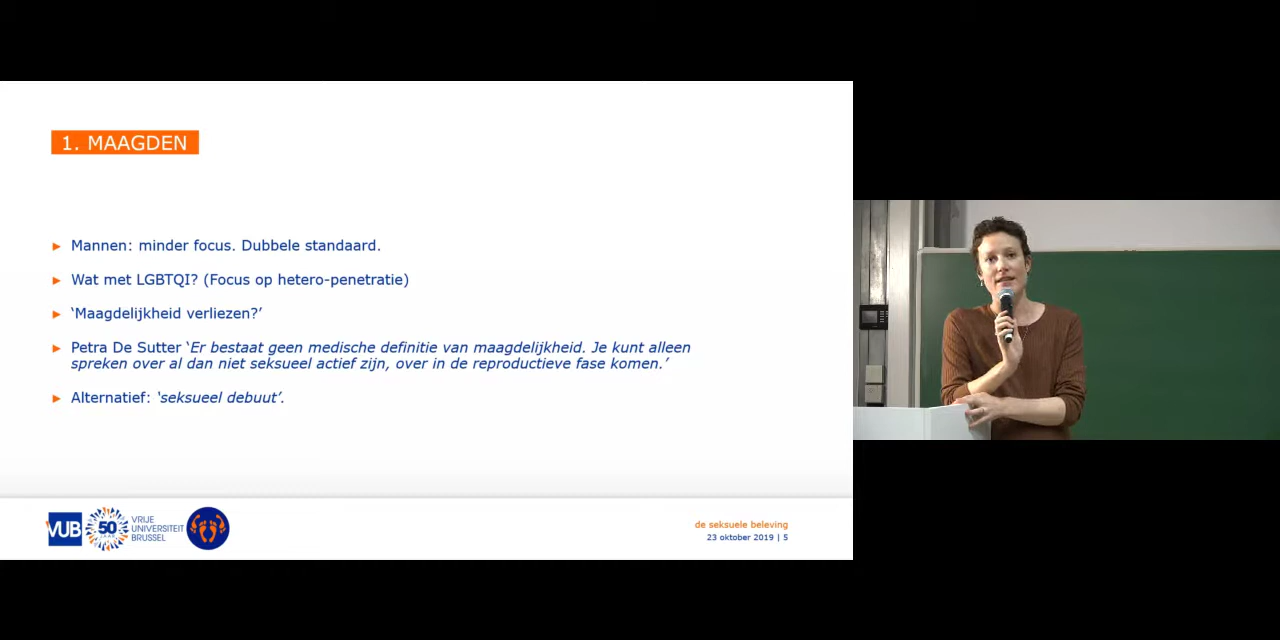 1. MAAGDEN
► Mannen: minder focus. Dubbele standaard.
► Wat met LGBTQI? (Focus op hetero-penetratie)
► ‘Maagdelijkheid verliezen?’
► Petra De Sutter ‘Er bestaat geen medische definitie van maagdelijkheid. Je kunt alleen
speken over al dan niet seksueel actief zijn, over in de reproductieve fase komen.’
► Alternatief: ‘seksueel debuut’.
VUB
50
JAAR
VRIJE
UNIVERSITEIT
BRUSSEL
de seksuele beleving
23 oktober 2019 | 5